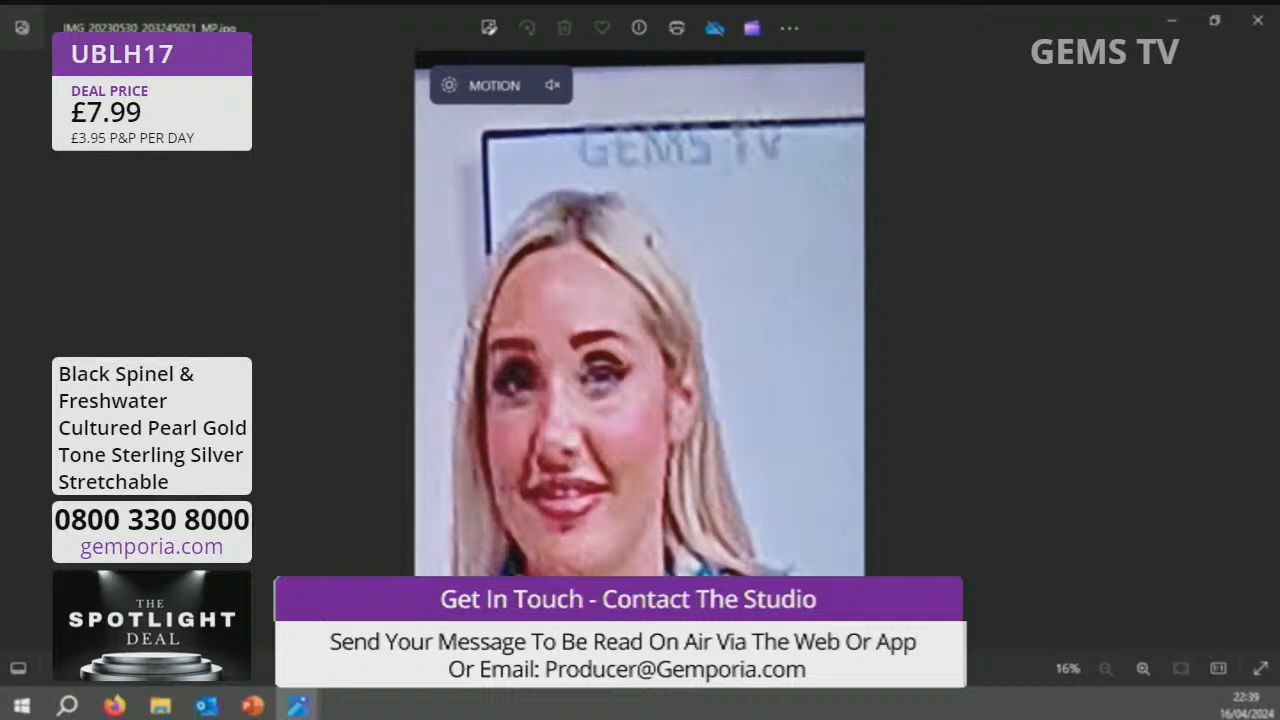 IMG_20230530_203245021_MP.jpg
UBLH17
DEAL PRICE
£7.99
£3.95 P&P PER DAY
GEMS TV
MOTION
GEMS TV
Black Spinel &
Freshwater
Cultured Pearl Gold
Tone Sterling Silver
Stretchable
0800 330 8000
gemporia.com
THE
SPOTLIGHT
DEAL
Get In Touch - Contact The Studio
Send Your Message To Be Read On Air Via The Web Or App
Or Email: Producer@Gemporia.com
16%
22:39
16/04/2024